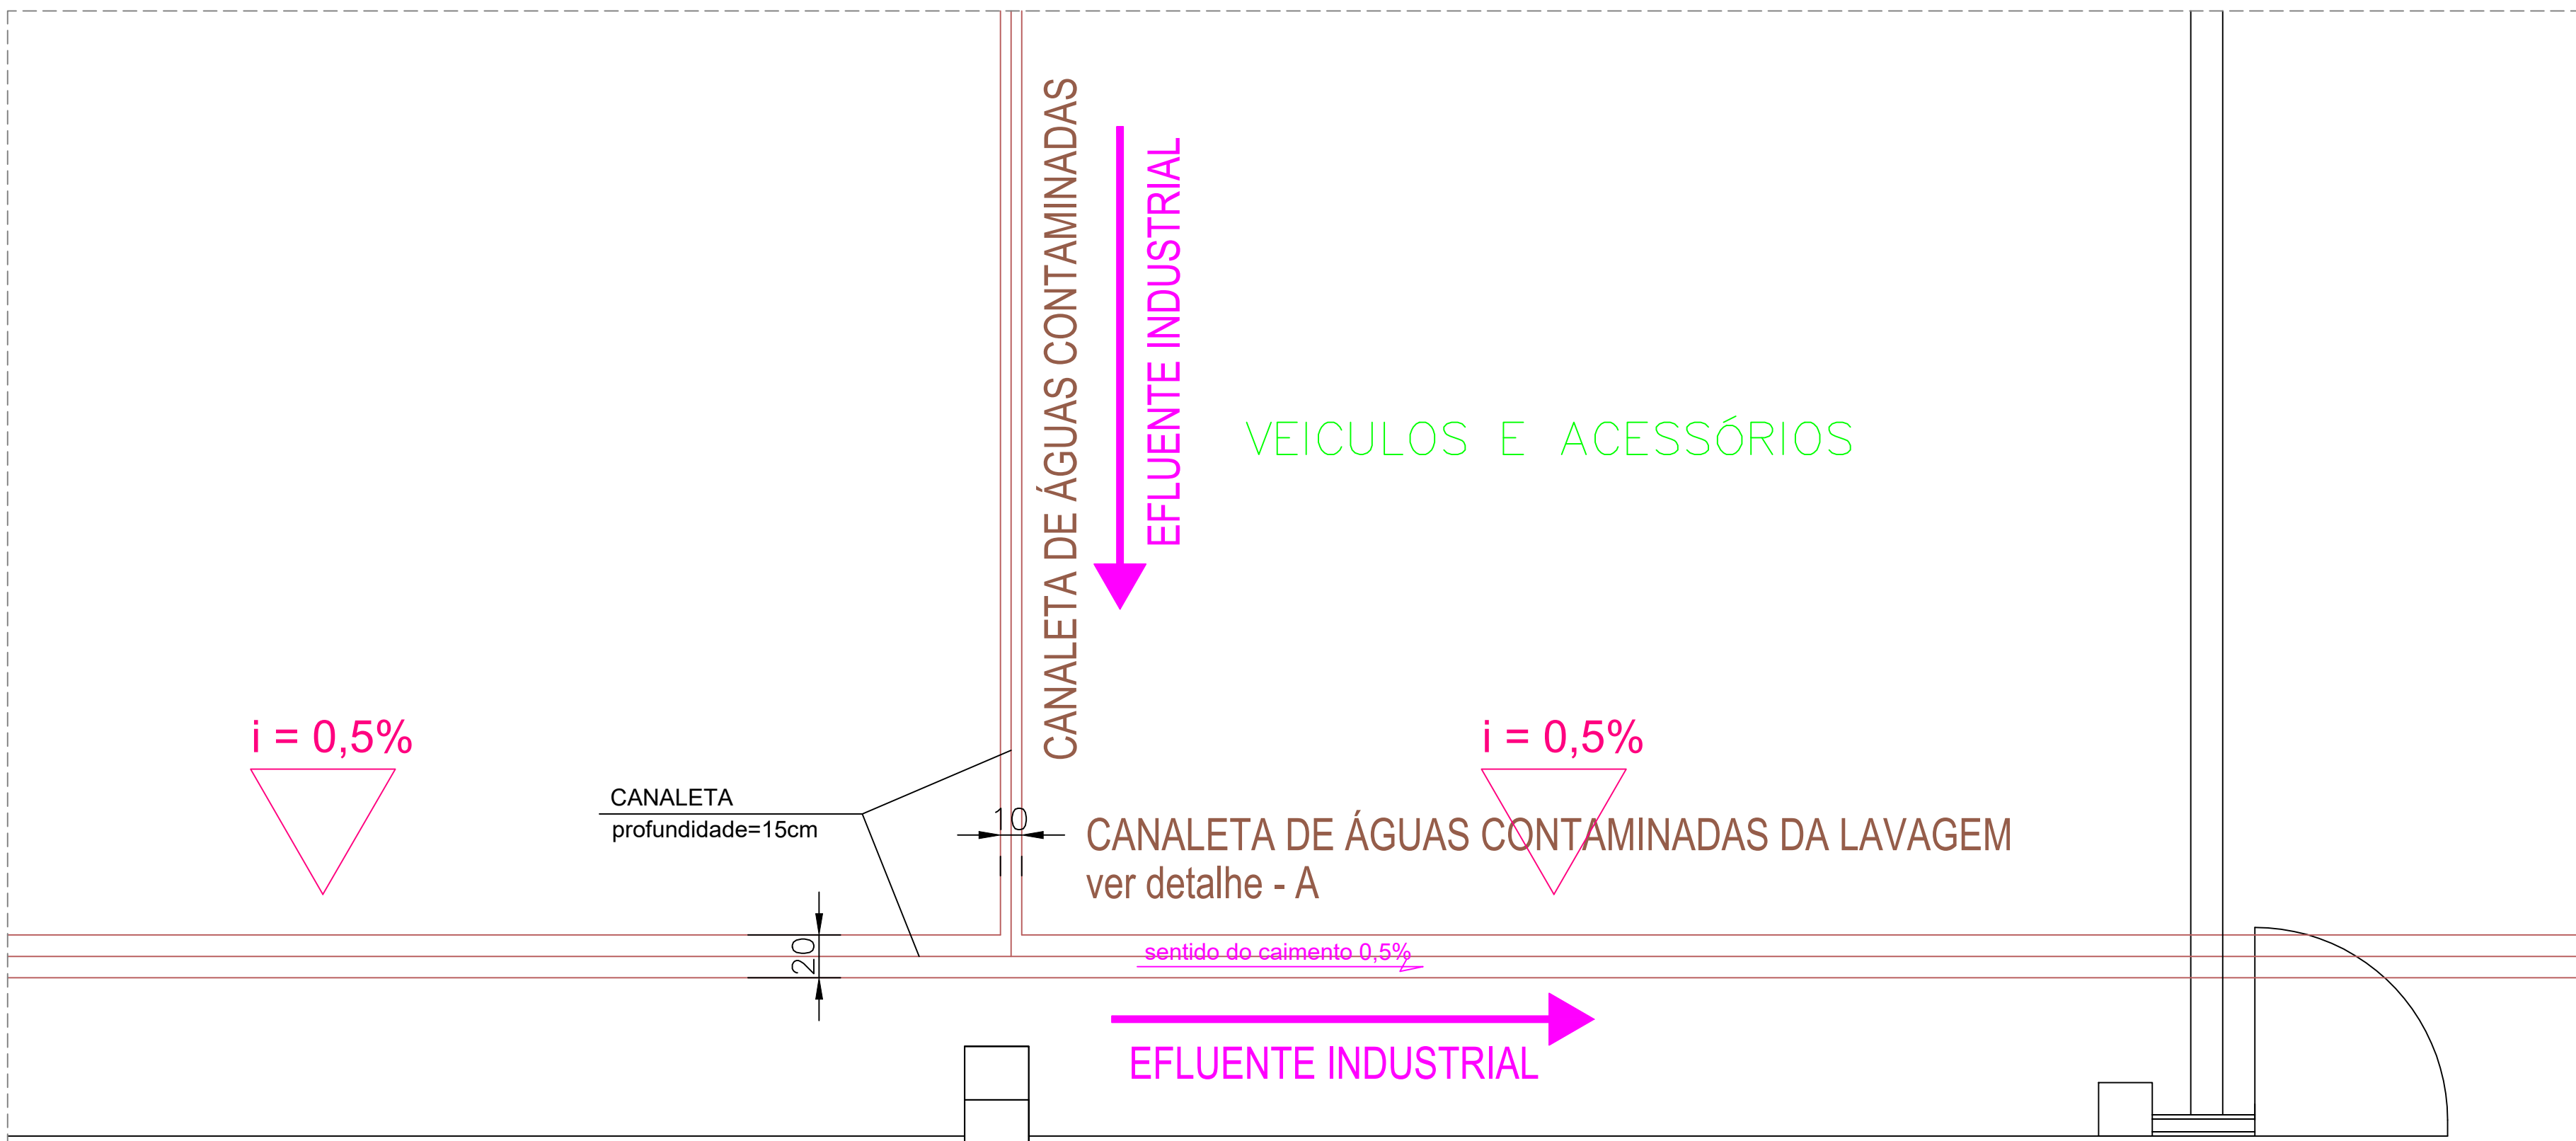 CANALETA DE ÁGUAS CONTAMINADAS
EFLUENTE INDUSTRIAL
VEICULOS E ACESSÓRIOS
i = 0,5%
i = 0,5%
CANALETA
profundidade=15cm
10
CANALETA DE ÁGUAS CONTAMINADAS DA LAVAGEM
ver detalhe - A
20
sentido do caimento 0,5%
EFLUENTE INDUSTRIAL